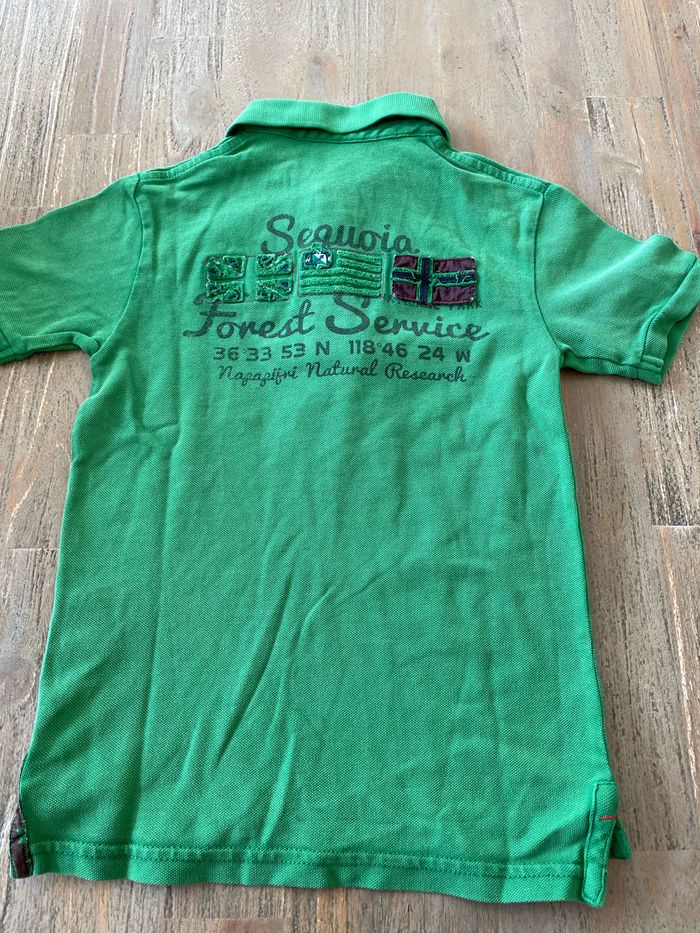 Sequoia
Forest Service
36°33 53 N 118°46 24 W
Napapijri Natural Research